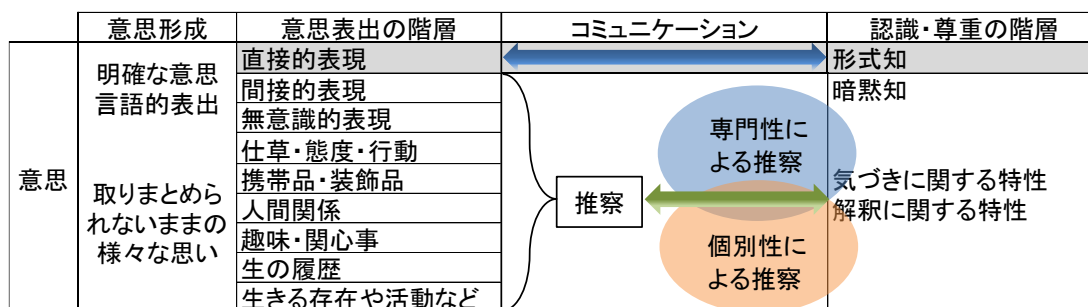 意思形成 意思表出の階層 コミュニケーション 認識・尊重の階層
意思
明確な意思
言語的表出
取りまとめら
れないままの
様々な思い
直接的表現
間接的表現
無意識的表現
仕草・態度・行動
携帯品・装飾品
人間関係
趣味・関心事
生の履歴
生きる存在や活動など
推察
専門性に
よる推察
個別性に
よる推察
形式知
暗黙知
気づきに関する特性
解釈に関する特性